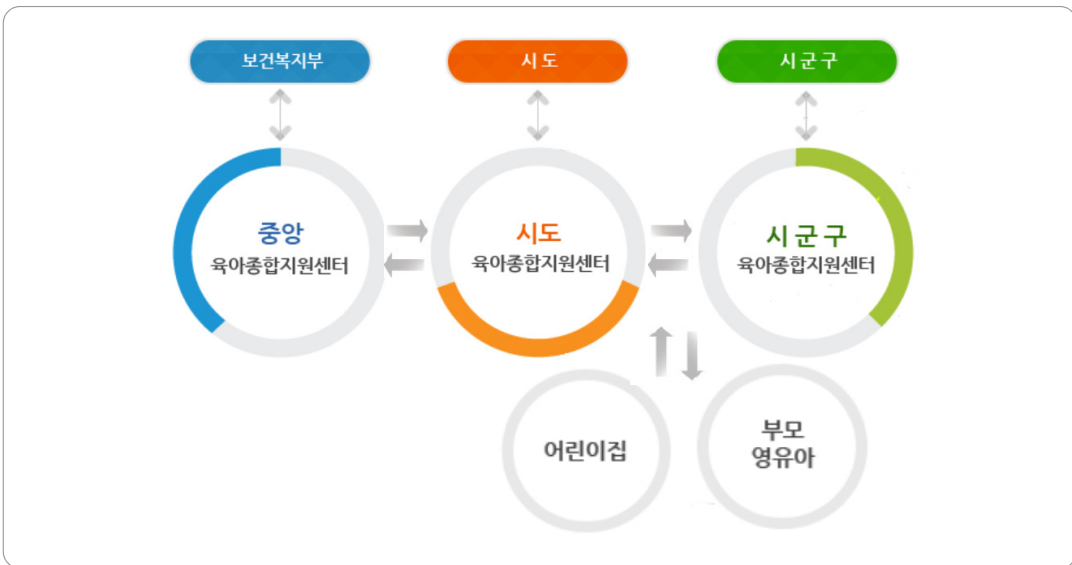 보건복지부
시 도
시 군 구
중앙
육아종합지원센터
시도
육아종합지원센터
시 군 구
육아종합지원센터
어린이집
부모
영유아